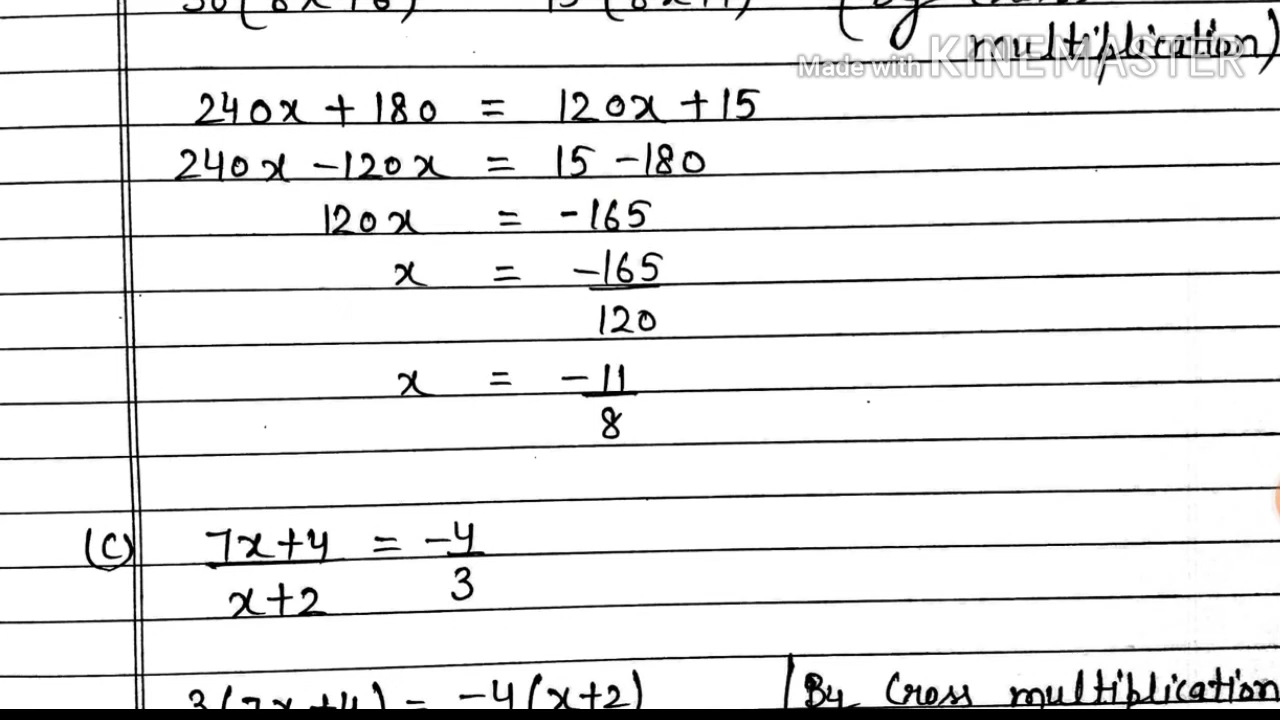 multiplication)
Made with KINEMASTER
240x + 180 = 120x + 15
240x - 120x = 15 - 180
120x = -165
x = -165
120
x = -11
8
(C) 7x+4 = -4
x+2 3
3(7x+4) = -4(x+2) | By Cross multiplication